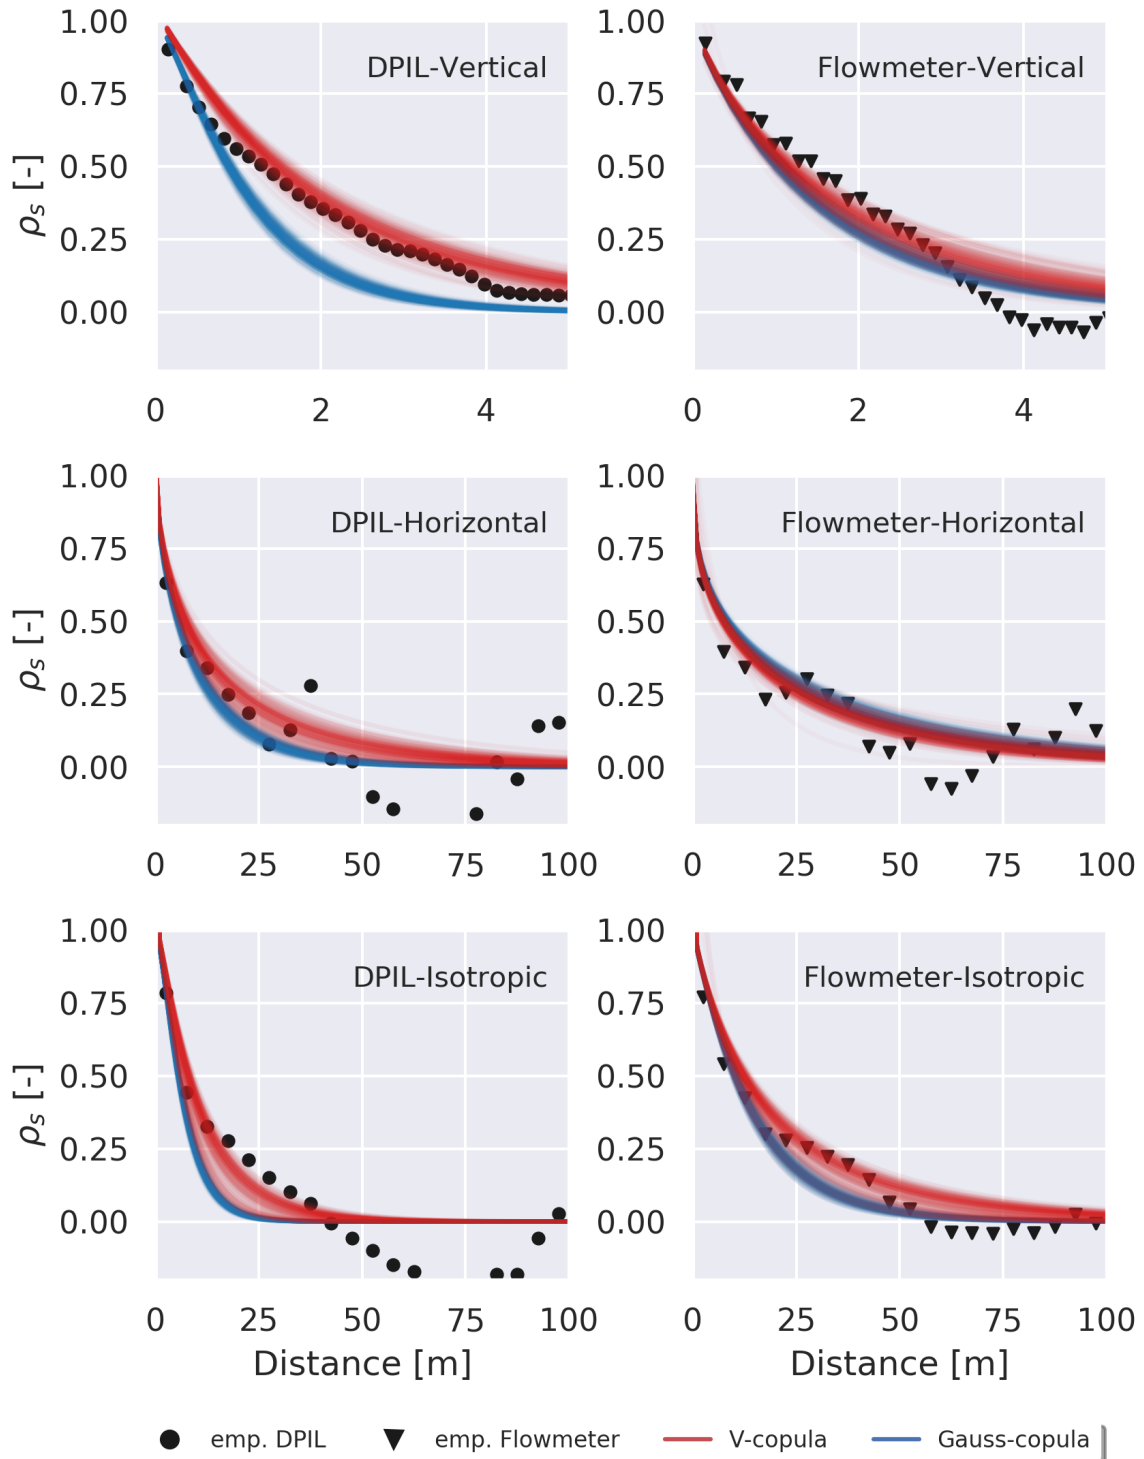 DPIL-Vertical
ρs [-]
1.00
0.75
0.50
0.25
0.00
0 2 4
Flowmeter-Vertical
1.00
0.75
0.50
0.25
0.00
0 2 4
DPIL-Horizontal
ρs [-]
1.00
0.75
0.50
0.25
0.00
0 25 50 75 100
Flowmeter-Horizontal
1.00
0.75
0.50
0.25
0.00
0 25 50 75 100
DPIL-Isotropic
ρs [-]
1.00
0.75
0.50
0.25
0.00
0 25 50 75 100
Distance [m]
Flowmeter-Isotropic
1.00
0.75
0.50
0.25
0.00
0 25 50 75 100
Distance [m]
emp. DPIL emp. Flowmeter V-copula Gauss-copula